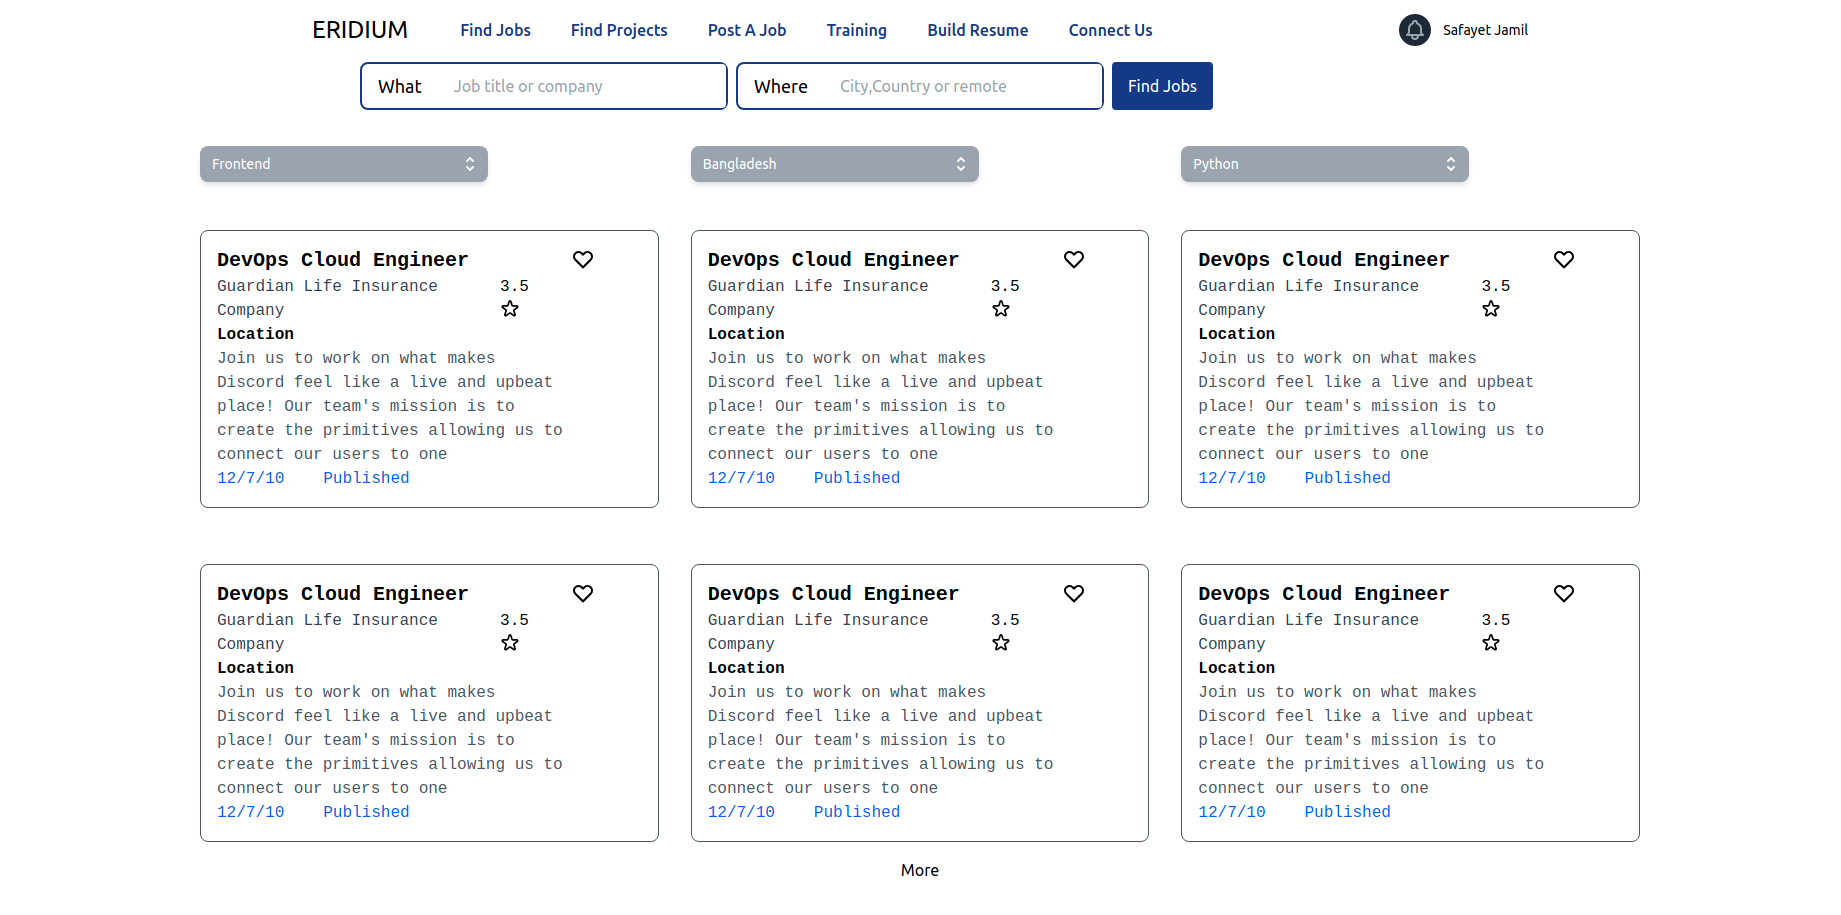 ERIDIUM Find Jobs Find Projects Post A Job Training Build Resume Connect Us Safayet Jamil
What Job title or company Where City,Country or remote Find Jobs
Frontend Bangladesh Python
DevOps Cloud Engineer
Guardian Life Insurance 3.5
Company
Location
Join us to work on what makes
Discord feel like a live and upbeat
place! Our team's mission is to
create the primitives allowing us to
connect our users to one
12/7/10 Published
DevOps Cloud Engineer
Guardian Life Insurance 3.5
Company
Location
Join us to work on what makes
Discord feel like a live and upbeat
place! Our team's mission is to
create the primitives allowing us to
connect our users to one
12/7/10 Published
DevOps Cloud Engineer
Guardian Life Insurance 3.5
Company
Location
Join us to work on what makes
Discord feel like a live and upbeat
place! Our team's mission is to
create the primitives allowing us to
connect our users to one
12/7/10 Published
DevOps Cloud Engineer
Guardian Life Insurance 3.5
Company
Location
Join us to work on what makes
Discord feel like a live and upbeat
place! Our team's mission is to
create the primitives allowing us to
connect our users to one
12/7/10 Published
DevOps Cloud Engineer
Guardian Life Insurance 3.5
Company
Location
Join us to work on what makes
Discord feel like a live and upbeat
place! Our team's mission is to
create the primitives allowing us to
connect our users to one
12/7/10 Published
DevOps Cloud Engineer
Guardian Life Insurance 3.5
Company
Location
Join us to work on what makes
Discord feel like a live and upbeat
place! Our team's mission is to
create the primitives allowing us to
connect our users to one
12/7/10 Published
More